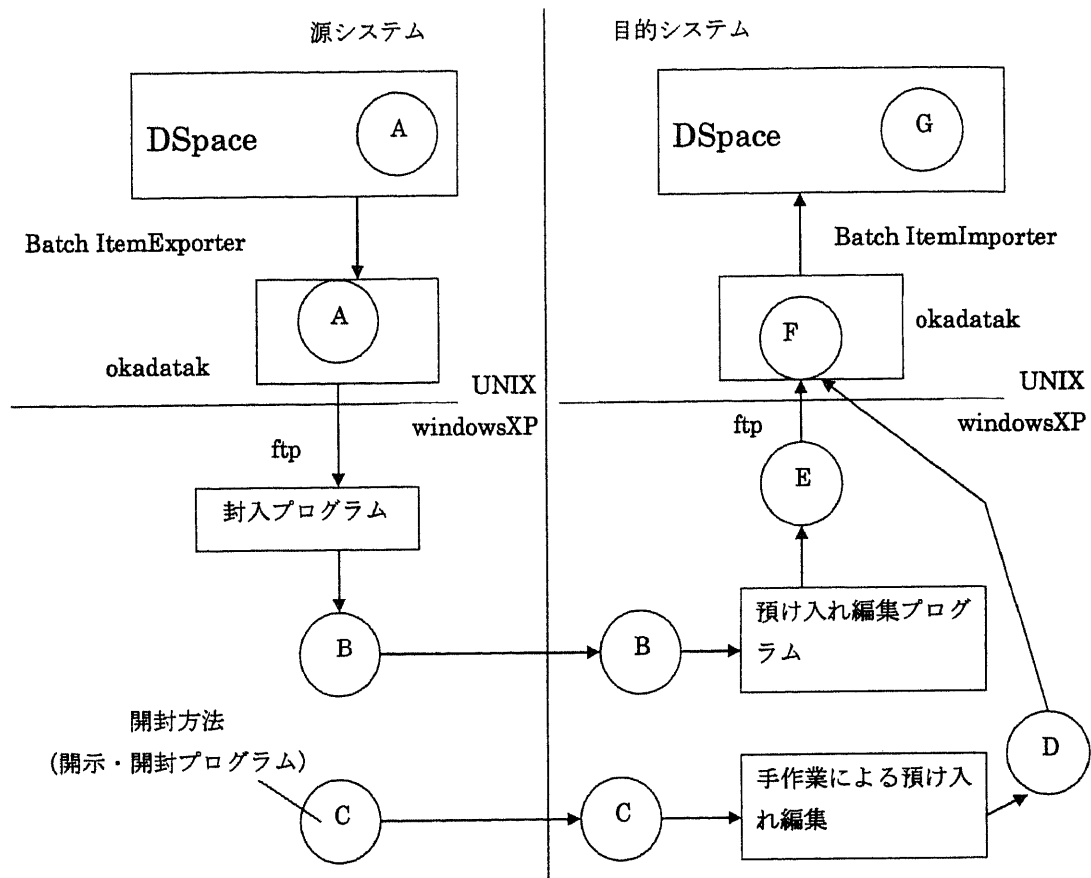 源システム
目的システム
DSpace
A
DSpace
G
Batch ItemExporter
Batch ItemImporter
A
okadatak
F
okadatak
UNIX
windowsXP
UNIX
windowsXP
ftp
ftp
E
封入プログラム
B
B
預け入れ編集プログ
ラム
開封方法
(開示・開封プログラム)
C
C
手作業による預け入
れ編集
D